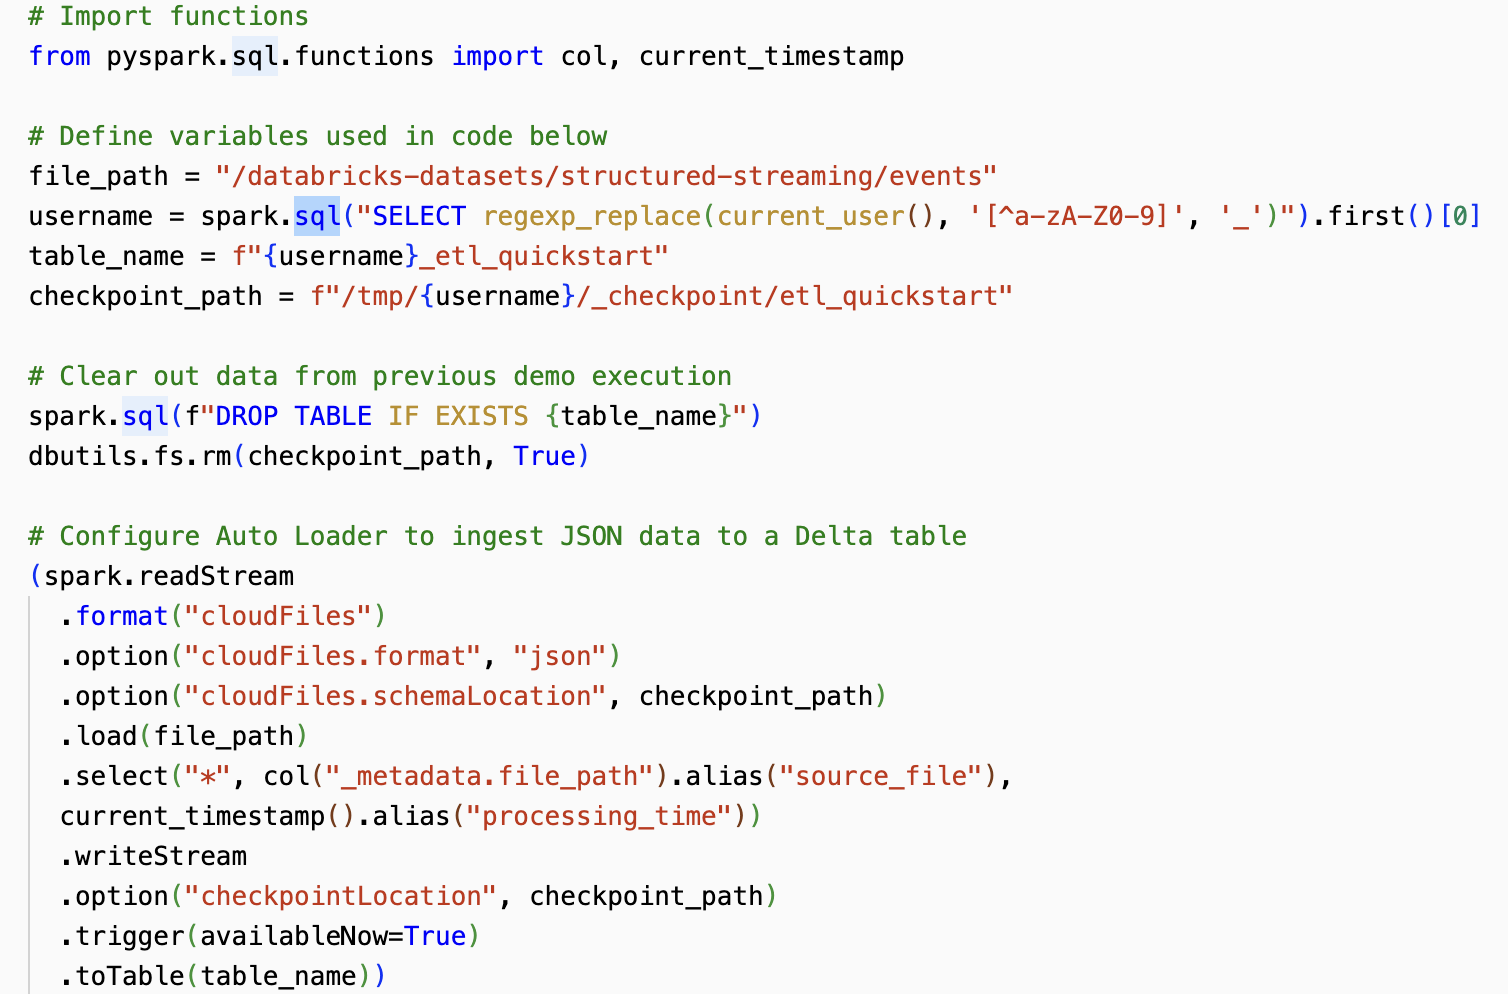 # Import functions
from pyspark.sql.functions import col, current_timestamp
# Define variables used in code below
file_path = "/databricks-datasets/structured-streaming/events"
username = spark.sql("SELECT regexp_replace(current_user(), '[^a-zA-Z0-9]', '_')").first()[0]
table_name = f"{username}_etl_quickstart"
checkpoint_path = f"/tmp/{username}/_checkpoint/etl_quickstart"
# Clear out data from previous demo execution
spark.sql(f"DROP TABLE IF EXISTS {table_name}")
dbutils.fs.rm(checkpoint_path, True)
# Configure Auto Loader to ingest JSON data to a Delta table
(spark.readStream
  .format("cloudFiles")
  .option("cloudFiles.format", "json")
  .option("cloudFiles.schemaLocation", checkpoint_path)
  .load(file_path)
  .select("*", col("_metadata.file_path").alias("source_file"),
  current_timestamp().alias("processing_time"))
  .writeStream
  .option("checkpointLocation", checkpoint_path)
  .trigger(availableNow=True)
  .toTable(table_name))